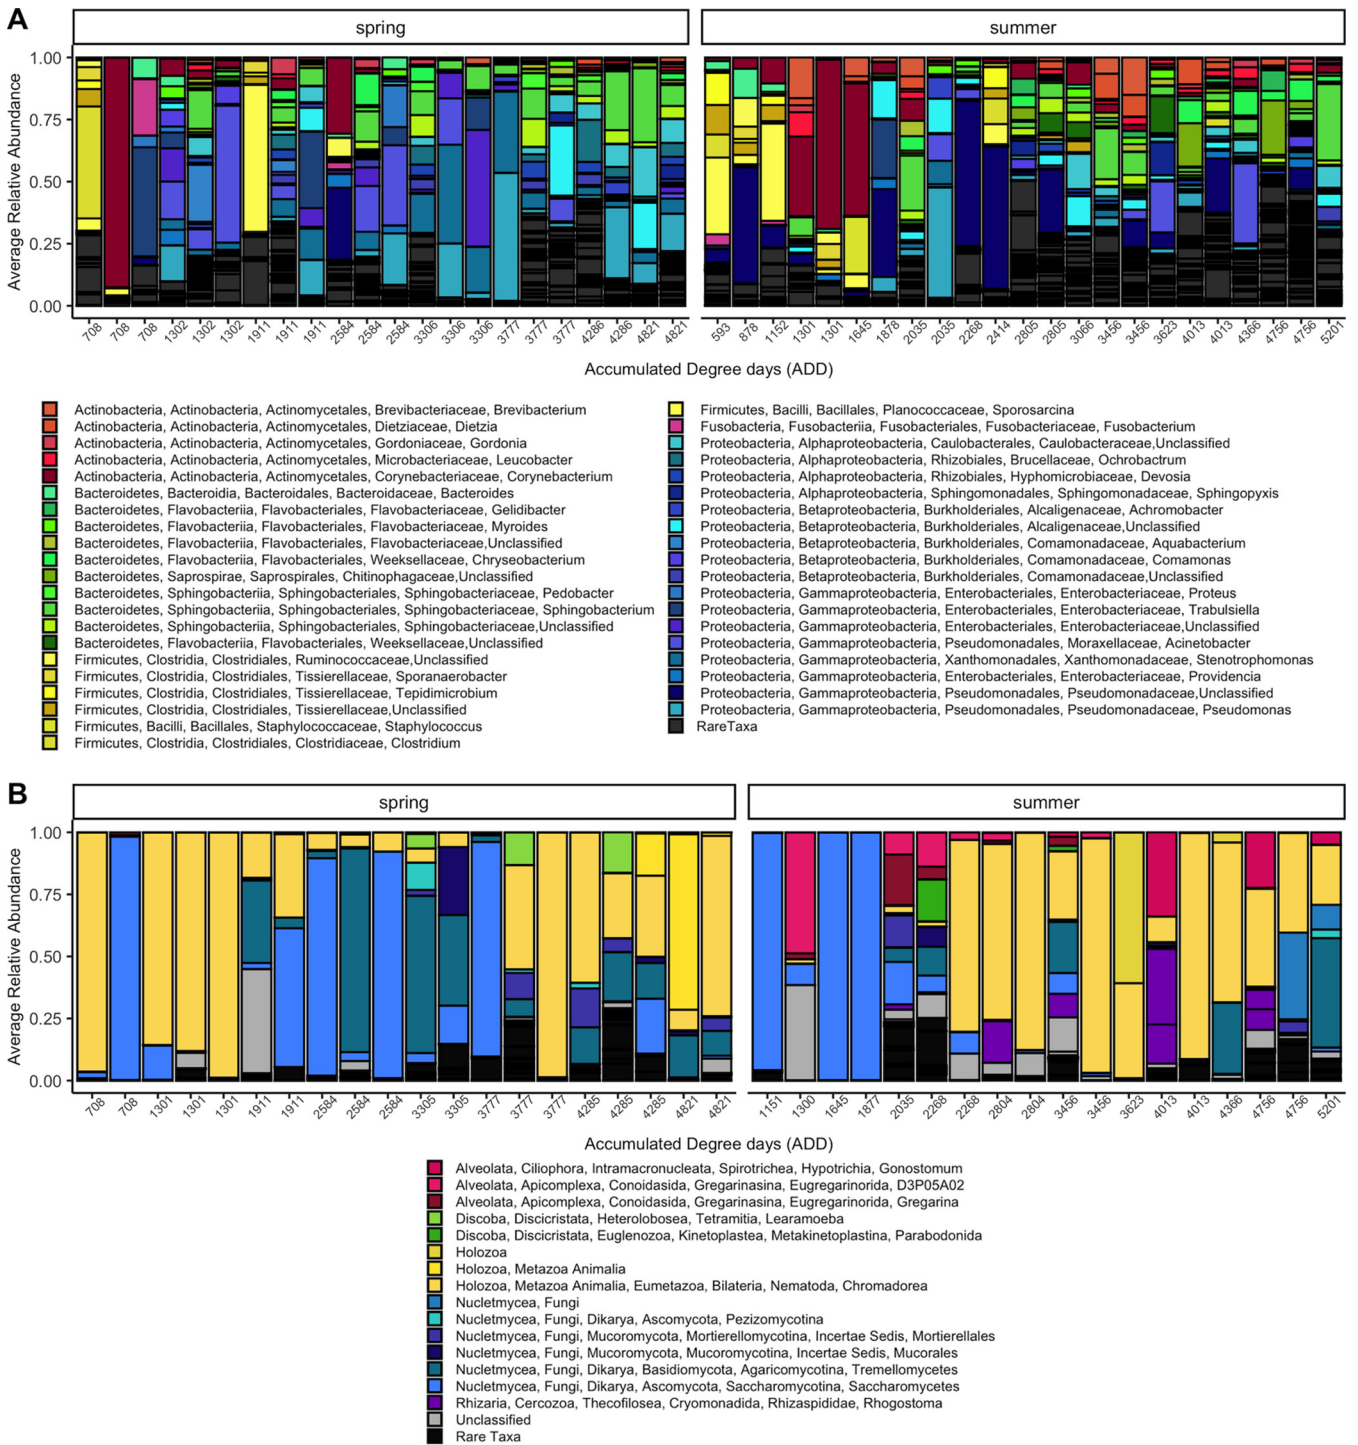 A
spring
summer
Average Relative Abundance
1.00
0.75
0.50
0.25
0.00
708 708 708 1302 1302 1302 1911 1911 1911 2584 2584 2584 3306 3306 3306 3777 3777 3777 4286 4286 4821 4821
593 878 1152 1301 1301 1645 1878 2035 2035 2268 2414 2805 2805 3066 3456 3456 3623 4013 4013 4366 4756 4756 5201
Accumulated Degree days (ADD)
Actinobacteria, Actinobacteria, Actinomycetales, Brevibacteriaceae, Brevibacterium
Actinobacteria, Actinobacteria, Actinomycetales, Dietziaceae, Dietzia
Actinobacteria, Actinobacteria, Actinomycetales, Gordoniaceae, Gordonia
Actinobacteria, Actinobacteria, Actinomycetales, Microbacteriaceae, Leucobacter
Actinobacteria, Actinobacteria, Actinomycetales, Corynebacteriaceae, Corynebacterium
Bacteroidetes, Bacteroidia, Bacteroidales, Bacteroidaceae, Bacteroides
Bacteroidetes, Flavobacteriia, Flavobacteriales, Flavobacteriaceae, Gelidibacter
Bacteroidetes, Flavobacteriia, Flavobacteriales, Flavobacteriaceae, Myroides
Bacteroidetes, Flavobacteriia, Flavobacteriales, Flavobacteriaceae,Unclassified
Bacteroidetes, Flavobacteriia, Flavobacteriales, Weeksellaceae, Chryseobacterium
Bacteroidetes, Saprospirae, Saprospirales, Chitinophagaceae,Unclassified
Bacteroidetes, Sphingobacteriia, Sphingobacteriales, Sphingobacteriaceae, Pedobacter
Bacteroidetes, Sphingobacteriia, Sphingobacteriales, Sphingobacteriaceae, Sphingobacterium
Bacteroidetes, Sphingobacteriia, Sphingobacteriales, Sphingobacteriaceae,Unclassified
Bacteroidetes, Flavobacteriia, Flavobacteriales, Weeksellaceae,Unclassified
Firmicutes, Clostridia, Clostridiales, Ruminococcaceae,Unclassified
Firmicutes, Clostridia, Clostridiales, Tissierellaceae, Sporanaerobacter
Firmicutes, Clostridia, Clostridiales, Tissierellaceae, Tepidimicrobium
Firmicutes, Clostridia, Clostridiales, Tissierellaceae,Unclassified
Firmicutes, Bacilli, Bacillales, Staphylococcaceae, Staphylococcus
Firmicutes, Clostridia, Clostridiales, Clostridiaceae, Clostridium
Firmicutes, Bacilli, Bacillales, Planococcaceae, Sporosarcina
Fusobacteria, Fusobacteriia, Fusobacteriales, Fusobacteriaceae, Fusobacterium
Proteobacteria, Alphaproteobacteria, Caulobacterales, Caulobacteraceae,Unclassified
Proteobacteria, Alphaproteobacteria, Rhizobiales, Brucellaceae, Ochrobactrum
Proteobacteria, Alphaproteobacteria, Rhizobiales, Hyphomicrobiaceae, Devosia
Proteobacteria, Alphaproteobacteria, Sphingomonadales, Sphingomonadaceae, Sphingopyxis
Proteobacteria, Betaproteobacteria, Burkholderiales, Alcaligenaceae, Achromobacter
Proteobacteria, Betaproteobacteria, Burkholderiales, Alcaligenaceae,Unclassified
Proteobacteria, Betaproteobacteria, Burkholderiales, Comamonadaceae, Aquabacterium
Proteobacteria, Betaproteobacteria, Burkholderiales, Comamonadaceae, Comamonas
Proteobacteria, Betaproteobacteria, Burkholderiales, Comamonadaceae,Unclassified
Proteobacteria, Gammaproteobacteria, Enterobacteriales, Enterobacteriaceae, Proteus
Proteobacteria, Gammaproteobacteria, Enterobacteriales, Enterobacteriaceae, Trabulsiella
Proteobacteria, Gammaproteobacteria, Enterobacteriales, Enterobacteriaceae,Unclassified
Proteobacteria, Gammaproteobacteria, Pseudomonadales, Moraxellaceae, Acinetobacter
Proteobacteria, Gammaproteobacteria, Xanthomonadales, Xanthomonadaceae, Stenotrophomonas
Proteobacteria, Gammaproteobacteria, Enterobacteriales, Enterobacteriaceae, Providencia
Proteobacteria, Gammaproteobacteria, Pseudomonadales, Pseudomonadaceae,Unclassified
Proteobacteria, Gammaproteobacteria, Pseudomonadales, Pseudomonadaceae, Pseudomonas
RareTaxa
B
spring
summer
Average Relative Abundance
1.00
0.75
0.50
0.25
0.00
708 708 1301 1301 1301 1911 1911 2584 2584 2584 3305 3305 3777 3777 3777 4285 4285 4285 4821 4821
1151 1300 1645 1877 2035 2268 2268 2804 2804 3456 3456 3623 4013 4013 4366 4756 4756 5201
Accumulated Degree days (ADD)
Alveolata, Ciliophora, Intramacronucleata, Spirotrichea, Hypotrichia, Gonostomum
Alveolata, Apicomplexa, Conoidasida, Gregarinasina, Eugregarinorida, D3P05A02
Alveolata, Apicomplexa, Conoidasida, Gregarinasina, Eugregarinorida, Gregarina
Discoba, Discicristata, Heterolobosea, Tetramitia, Learamoeba
Discoba, Discicristata, Euglenozoa, Kinetoplastea, Metakinetoplastina, Parabodonida
Holozoa
Holozoa, Metazoa Animalia
Holozoa, Metazoa Animalia, Eumetazoa, Bilateria, Nematoda, Chromadorea
Nucletmycea, Fungi
Nucletmycea, Fungi, Dikarya, Ascomycota, Pezizomycotina
Nucletmycea, Fungi, Mucoromycota, Mortierellomycotina, Incertae Sedis, Mortierellales
Nucletmycea, Fungi, Mucoromycota, Mucoromycotina, Incertae Sedis, Mucorales
Nucletmycea, Fungi, Dikarya, Basidiomycota, Agaricomycotina, Tremellomycetes
Nucletmycea, Fungi, Dikarya, Ascomycota, Saccharomycotina, Saccharomycetes
Rhizaria, Cercozoa, Thecofilosea, Cryomonadida, Rhizaspididae, Rhogostoma
Unclassified
Rare Taxa